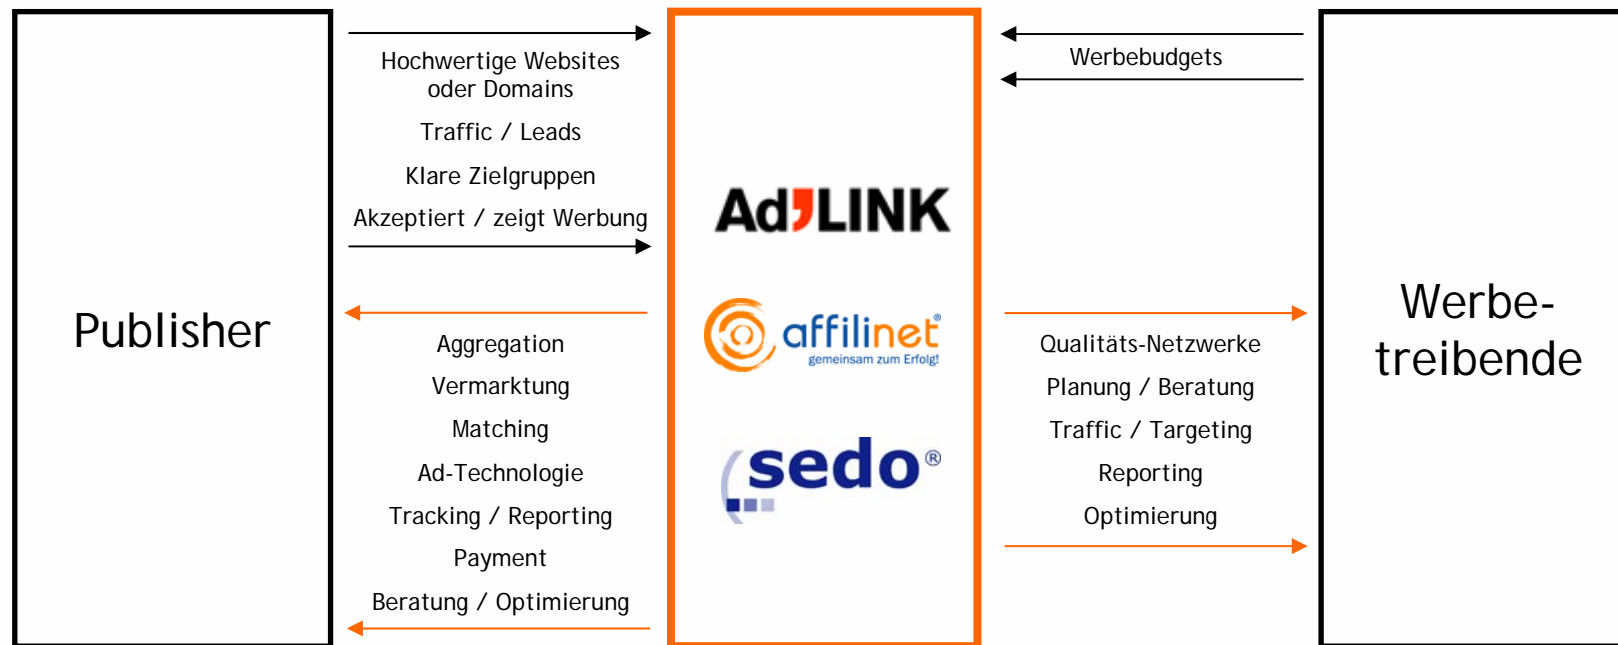 Publisher
Hochwertige Websites
oder Domains
Traffic / Leads
Klare Zielgruppen
Akzeptiert / zeigt Werbung
Aggregation
Vermarktung
Matching
Ad-Technologie
Tracking / Reporting
Payment
Beratung / Optimierung
Ad'LINK
affilinet®
gemeinsam zum Erfolg!
sedo®
Werbebudgets
Qualitäts-Netzwerke
Planung / Beratung
Traffic / Targeting
Reporting
Optimierung
Werbe-
treibende